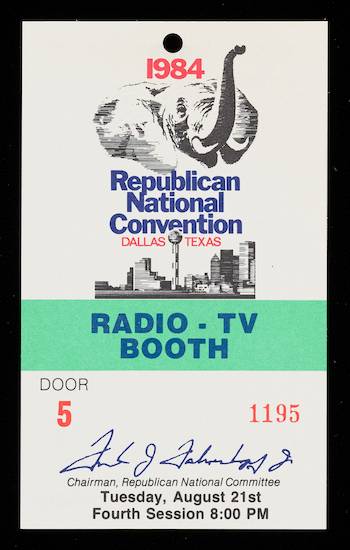 1984
Republican
National
Convention
DALLAS TEXAS
RADIO - TV
BOOTH
DOOR
5 1195
Frank J Fahrenkopf Jr
Chairman, Republican National Committee
Tuesday, August 21st
Fourth Session 8:00 PM